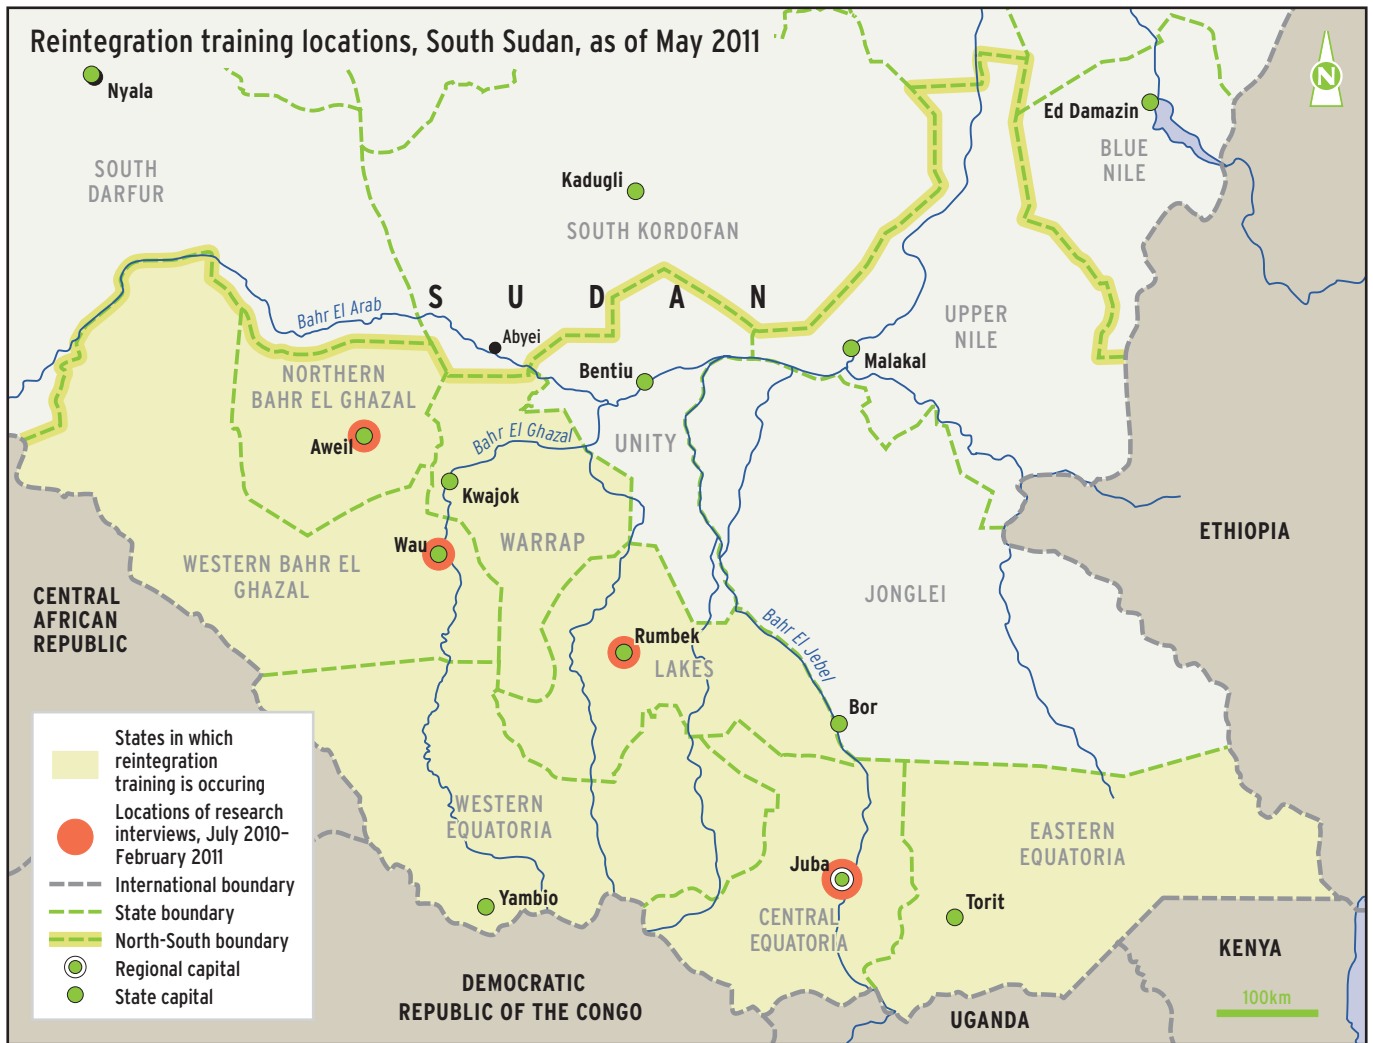 Reintegration training locations, South Sudan, as of May 2011
N
Nyala
Ed Damazin
SOUTH
DARFUR
BLUE
NILE
Kadugli
SOUTH KORDOFAN
SUDAN
Bahr El Arab
UPPER
NILE
Abyei
Malakal
Bentiu
NORTHERN
BAHR EL GHAZAL
Aweil
Bahr El Ghazal
UNITY
Kwajok
ETHIOPIA
Wau
WARRAP
WESTERN BAHR EL
GHAZAL
CENTRAL
AFRICAN
REPUBLIC
JONGLEI
Bahr El Jebel
Rumbek
LAKES
Bor
States in which
reintegration
training is occuring
Locations of research
interviews, July 2010–
February 2011
International boundary
State boundary
North-South boundary
Regional capital
State capital
WESTERN
EQUATORIA
EASTERN
EQUATORIA
Juba
Yambio
Torit
CENTRAL
EQUATORIA
KENYA
DEMOCRATIC
REPUBLIC OF THE CONGO
100km
UGANDA